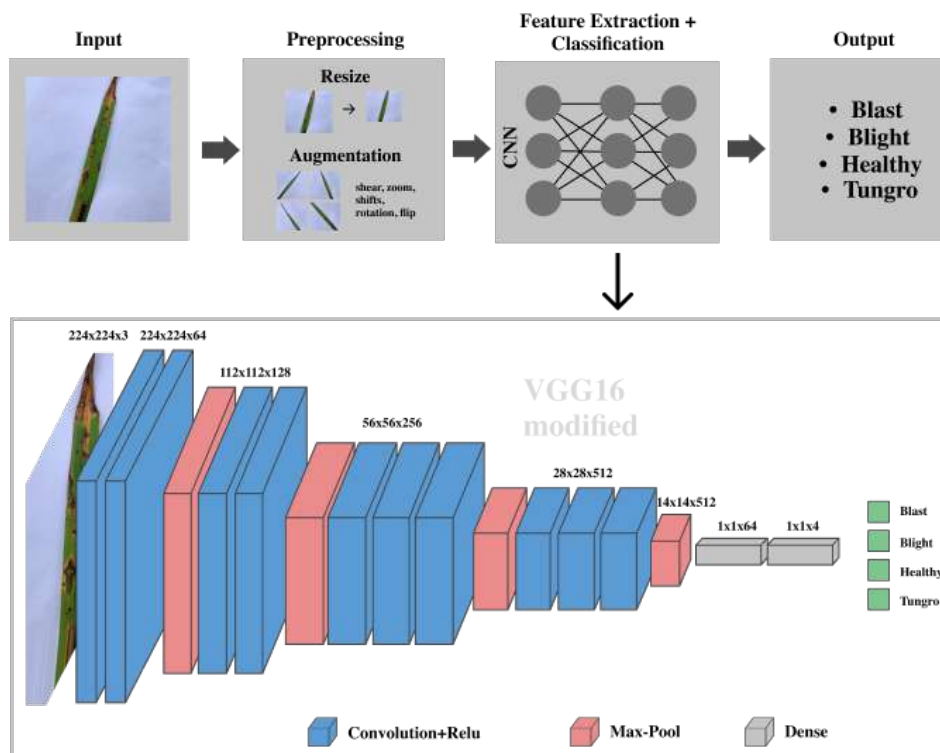 Input
Preprocessing
Feature Extraction +
Classification
Output
Resize
Augmentation
shear, zoom,
shifts,
rotation, flip
CNN
• Blast
• Blight
• Healthy
• Tungro
224x224x3
224x224x64
112x112x128
56x56x256
28x28x512
14x14x512
1x1x64
1x1x4
VGG16
modified
Blast
Blight
Healthy
Tungro
Convolution+Relu
Max-Pool
Dense